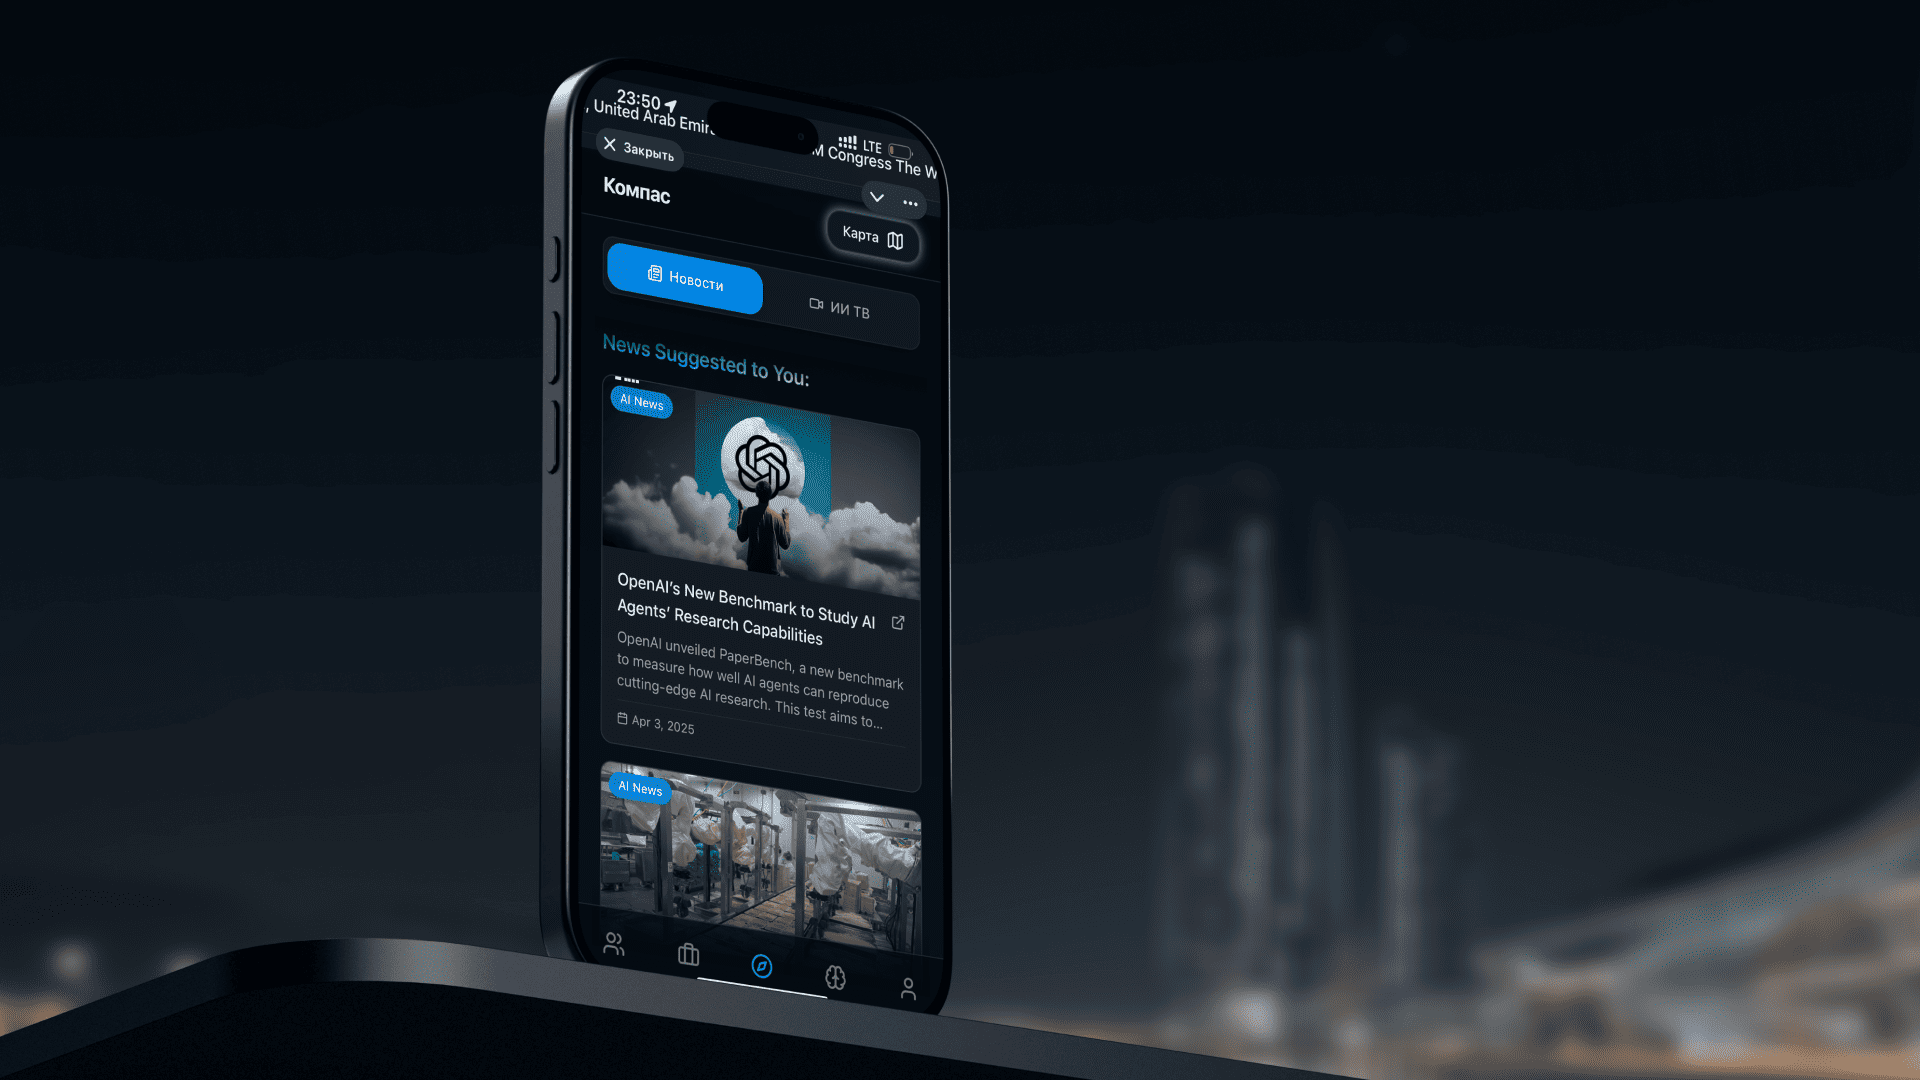 23:50
LTE
, United Arab Emir
M Congress The W
Закрыть
Компас
Карта
Новости
ИИ ТВ
News Suggested to You:
AI News
OpenAI’s New Benchmark to Study AI
Agents’ Research Capabilities
OpenAI unveiled PaperBench, a new benchmark
to measure how well AI agents can reproduce
cutting-edge AI research. This test aims to...
Apr 3, 2025
AI News